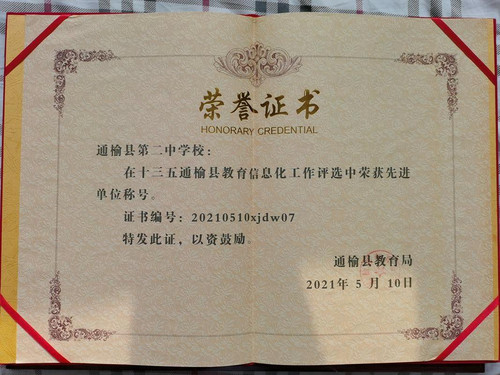 荣誉证书
HONORARY CREDENTIAL
通榆县第二中学校：
在十三五通榆县教育信息化工作评选中荣获先进
单位称号。
证书编号：20210510xjdw07
特发此证，以资鼓励。
通榆县教育局
2021年 5 月 10日